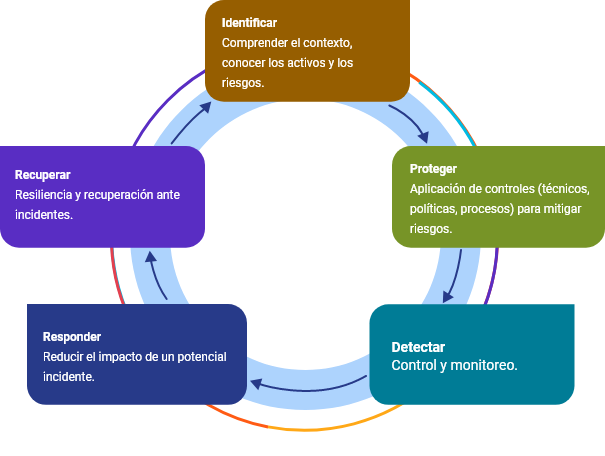 Identificar
Comprender el contexto,
conocer los activos y los
riesgos.
Proteger
Aplicación de controles (técnicos,
políticas, procesos) para mitigar
riesgos.
Detectar
Control y monitoreo.
Responder
Reducir el impacto de un potencial
incidente.
Recuperar
Resiliencia y recuperación ante
incidentes.